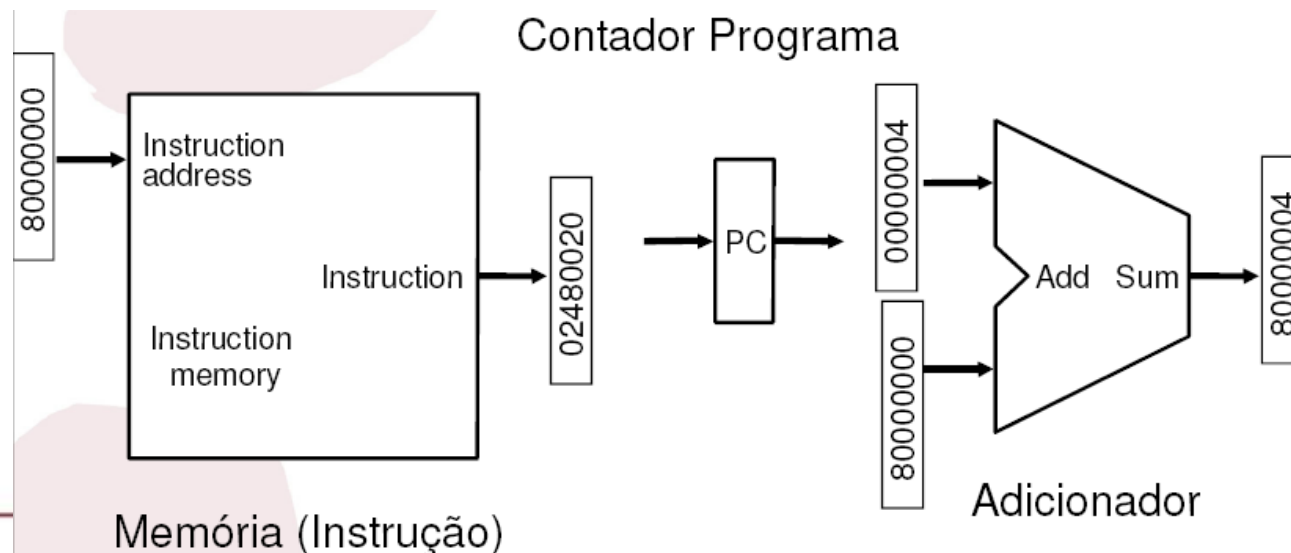 Contador Programa
80000000
Instruction
address
Instruction
Instruction
memory
02480020
PC
00000004
80000000
Add Sum
80000004
Memória (Instrução)
Adicionador